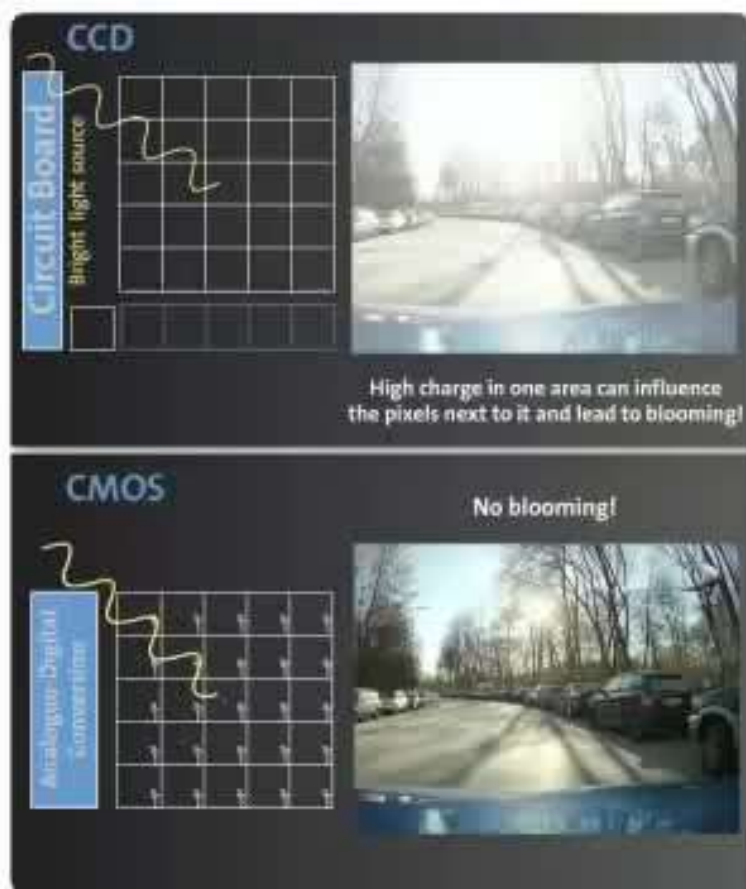 CCD
Circuit Board
Bright light source
High charge in one area can influence
the pixels next to it and lead to blooming!
CMOS
No blooming!
Analogue-Digital
Conversion